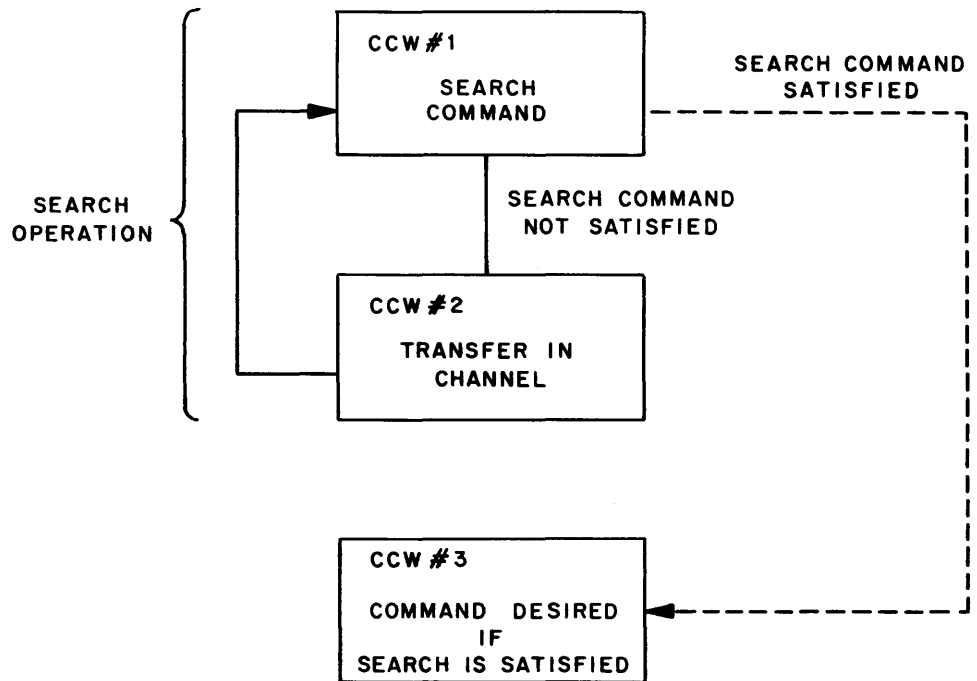 CCW #1
SEARCH
COMMAND
SEARCH COMMAND
SATISFIED
SEARCH
OPERATION
SEARCH COMMAND
NOT SATISFIED
CCW #2
TRANSFER IN
CHANNEL
CCW #3
COMMAND DESIRED
IF
SEARCH IS SATISFIED